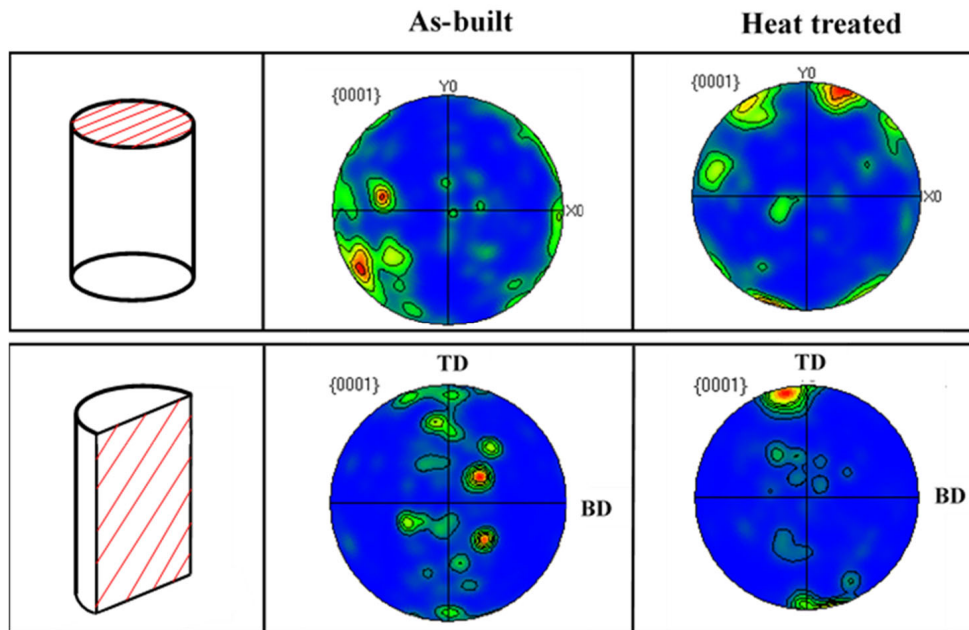 As-built
Heat treated
{0001}
Y0
X0
{0001}
Y0
X0
TD
{0001}
BD
TD
{0001}
BD